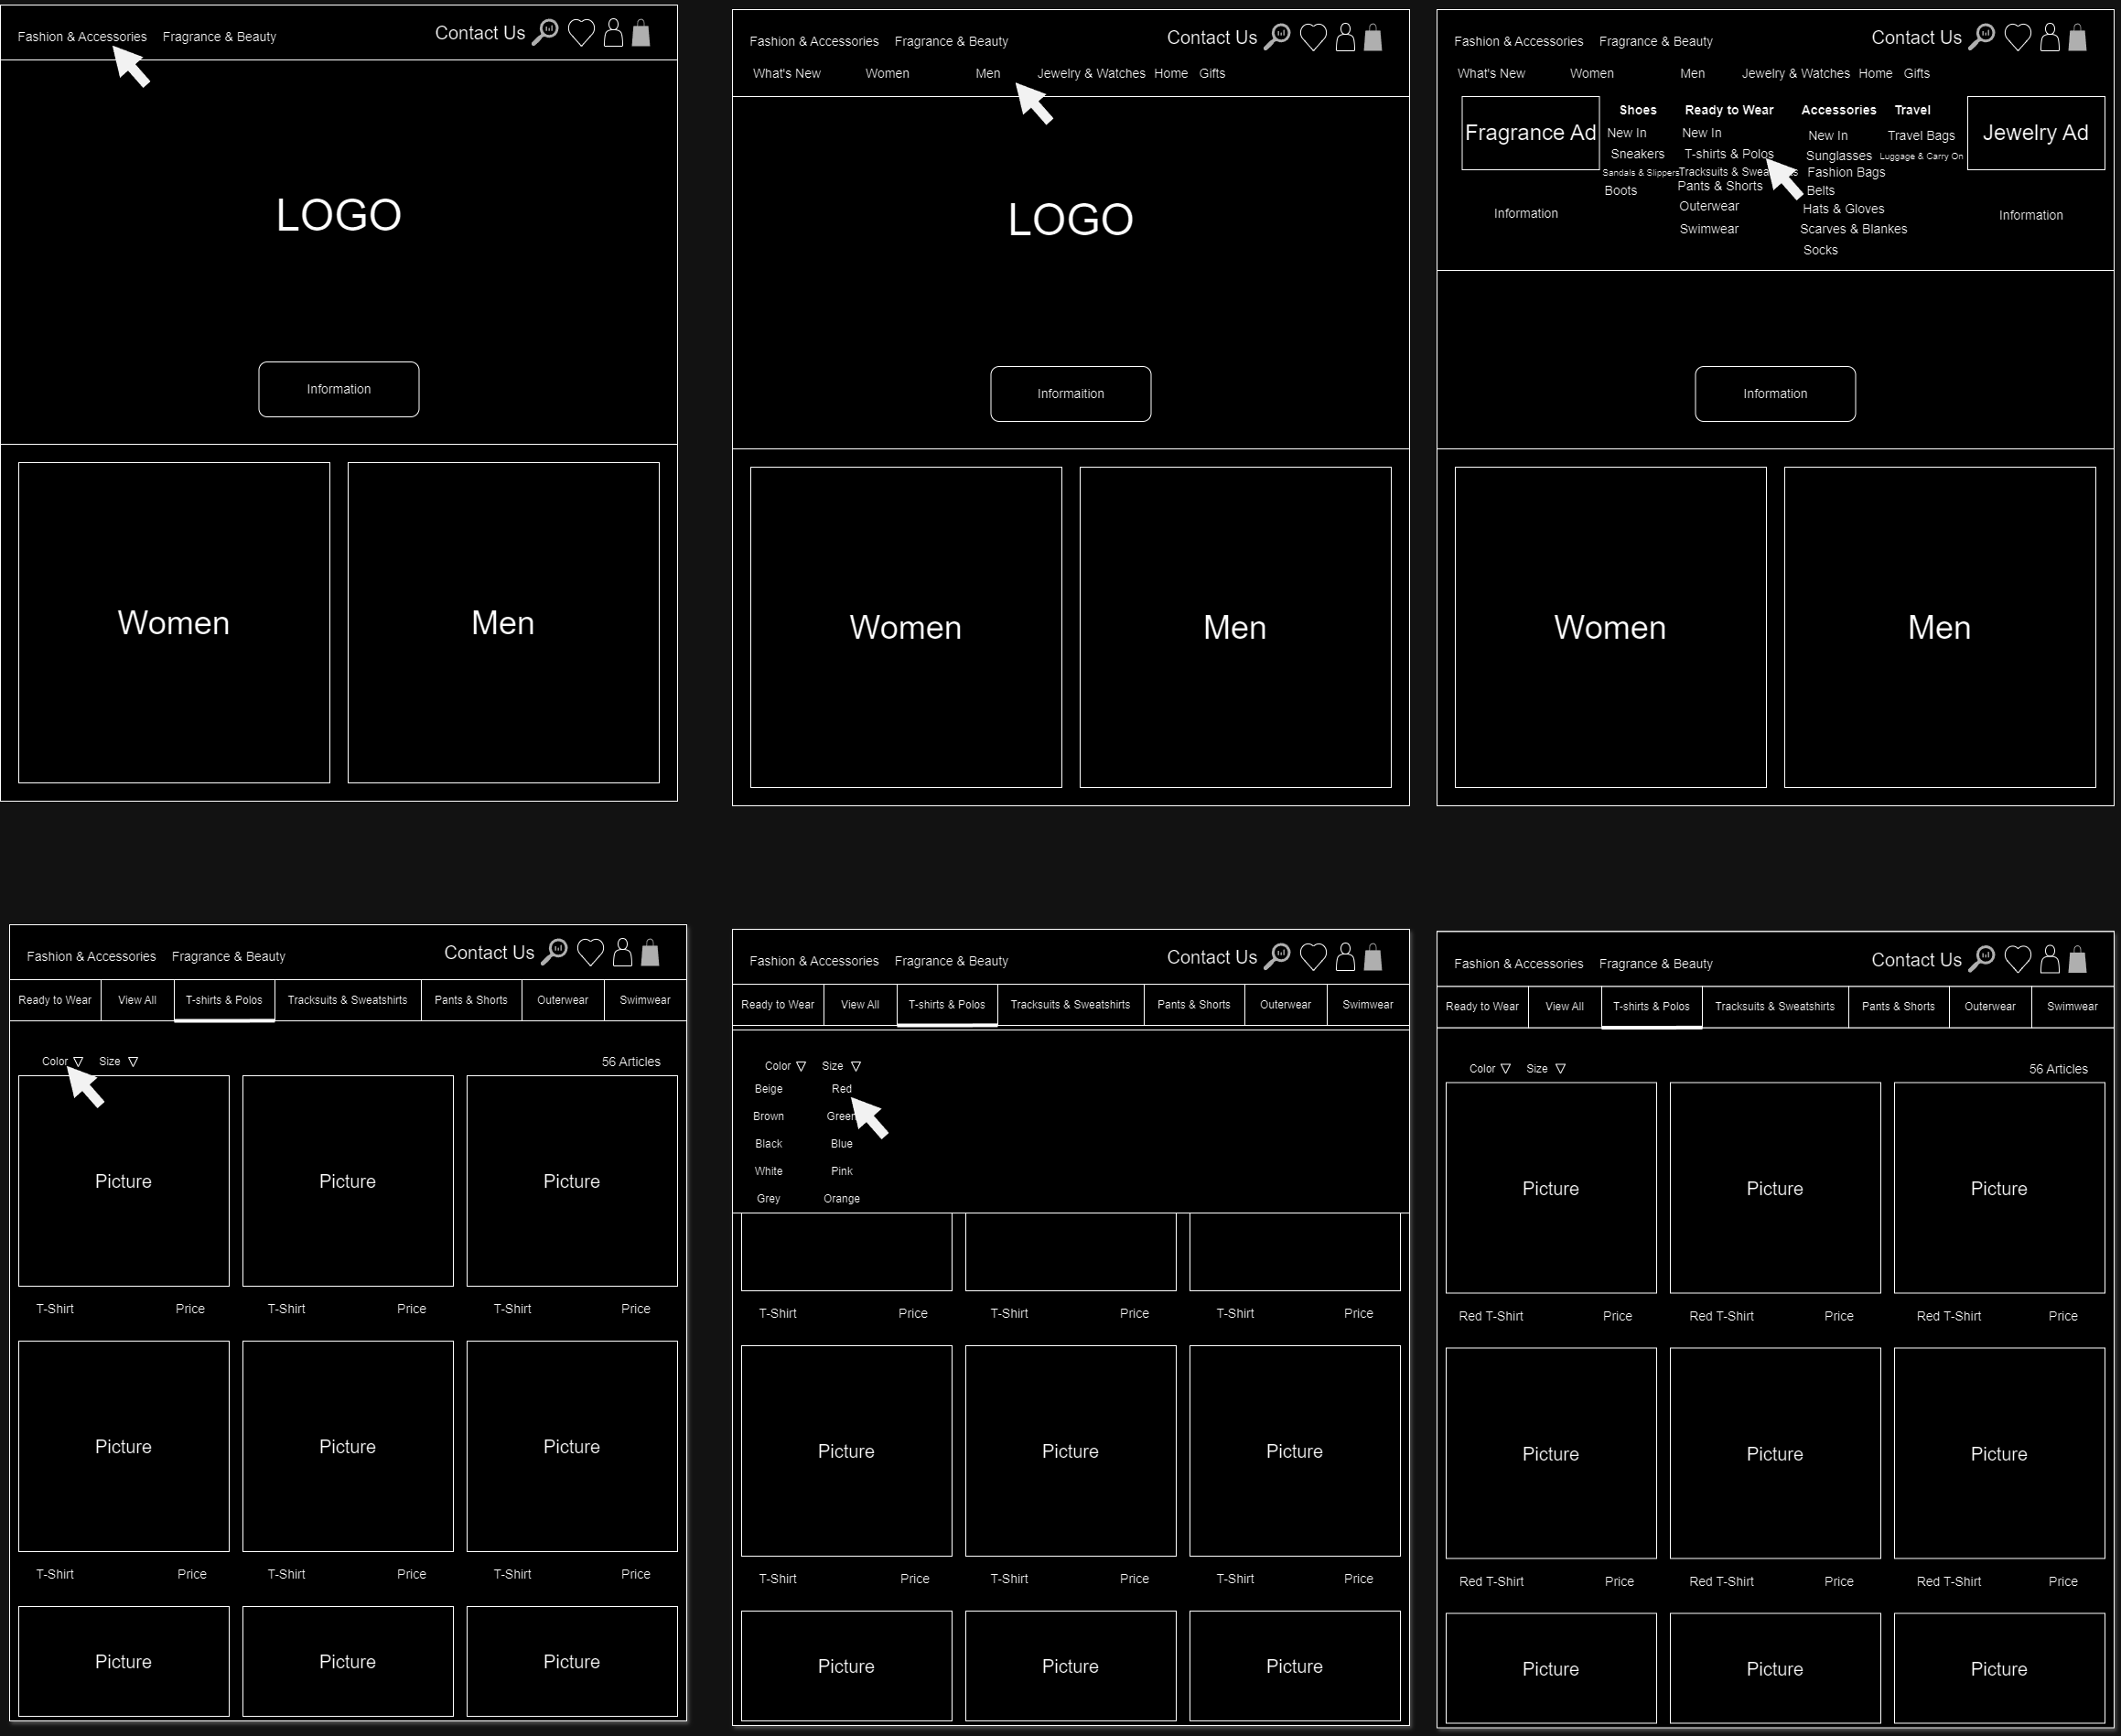 Fashion & Accessories Fragrance & Beauty Contact Us
LOGO
Information
Women Men
Fashion & Accessories Fragrance & Beauty Contact Us
What's New Women Men Jewelry & Watches Home Gifts
LOGO
Informaition
Women Men
Fashion & Accessories Fragrance & Beauty Contact Us
What's New Women Men Jewelry & Watches Home Gifts
Fragrance Ad
Information
Shoes
New In
Sneakers
Sandals & Slippers
Boots
Ready to Wear
New In
T-shirts & Polos
Tracksuits &
Pants & Shorts
Outerwear
Swimwear
Accessories
New In
Sunglasses
Fashion Bags
Belts
Hats & Gloves
Scarves & Blankes
Socks
Travel
Travel Bags
Luggage & Carry On
Jewelry Ad
Information
Information
Women Men
Fashion & Accessories Fragrance & Beauty Contact Us
Ready to Wear View All T-shirts & Polos Tracksuits & Sweatshirts Pants & Shorts Outerwear Swimwear
Color Size 56 Articles
Picture Picture Picture
T-Shirt Price T-Shirt Price T-Shirt Price
Picture Picture Picture
T-Shirt Price T-Shirt Price T-Shirt Price
Picture Picture Picture
Fashion & Accessories Fragrance & Beauty Contact Us
Ready to Wear View All T-shirts & Polos Tracksuits & Sweatshirts Pants & Shorts Outerwear Swimwear
Color Size
Beige Red
Brown Green
Black Blue
White Pink
Grey Orange
T-Shirt Price T-Shirt Price T-Shirt Price
Picture Picture Picture
T-Shirt Price T-Shirt Price T-Shirt Price
Picture Picture Picture
Fashion & Accessories Fragrance & Beauty Contact Us
Ready to Wear View All T-shirts & Polos Tracksuits & Sweatshirts Pants & Shorts Outerwear Swimwear
Color Size 56 Articles
Picture Picture Picture
Red T-Shirt Price Red T-Shirt Price Red T-Shirt Price
Picture Picture Picture
Red T-Shirt Price Red T-Shirt Price Red T-Shirt Price
Picture Picture Picture